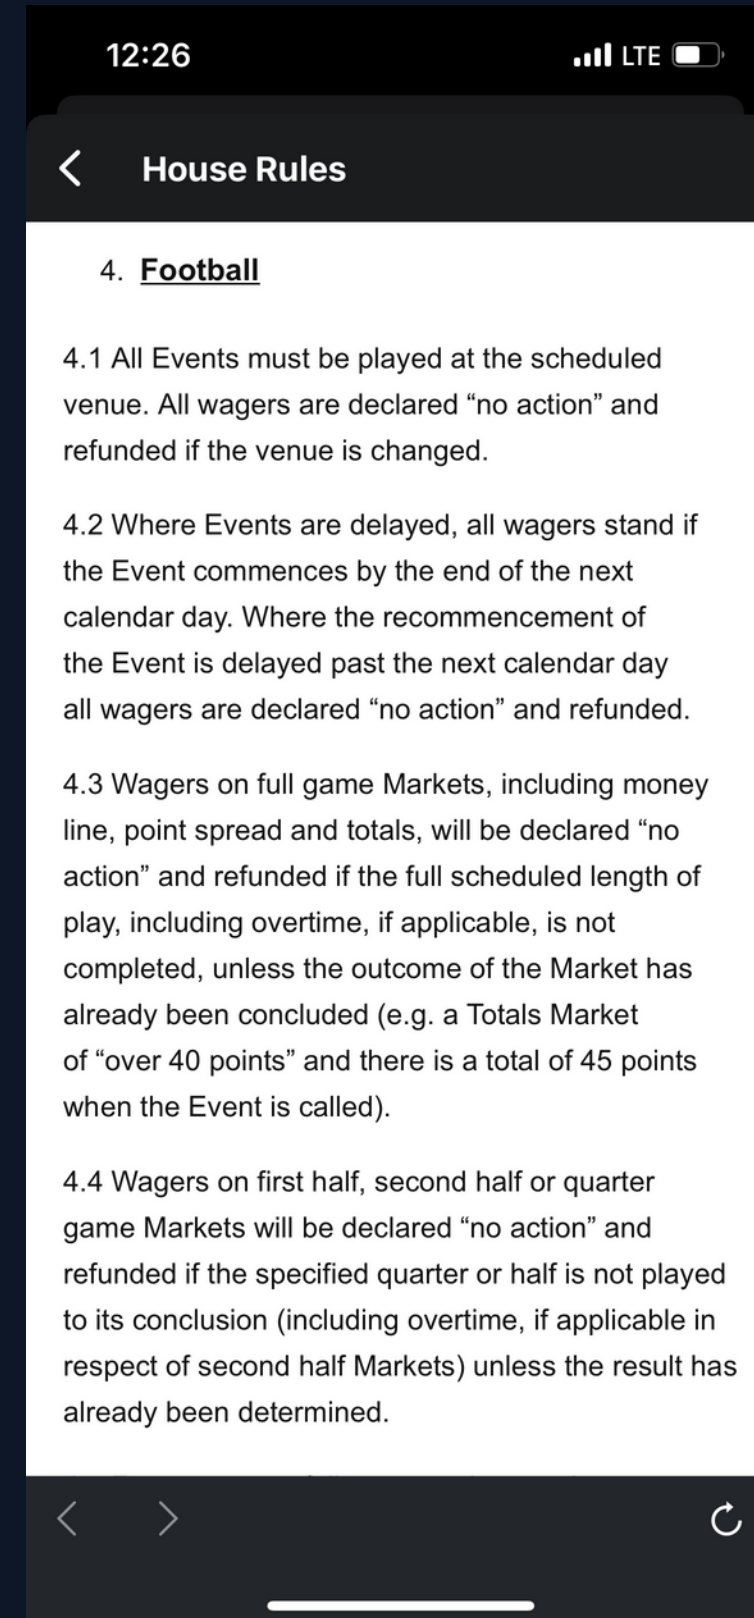 12:26
LTE
House Rules
4. Football
4.1 All Events must be played at the scheduled
venue. All wagers are declared “no action” and
refunded if the venue is changed.
4.2 Where Events are delayed, all wagers stand if
the Event commences by the end of the next
calendar day. Where the recommencement of
the Event is delayed past the next calendar day
all wagers are declared “no action” and refunded.
4.3 Wagers on full game Markets, including money
line, point spread and totals, will be declared “no
action” and refunded if the full scheduled length of
play, including overtime, if applicable, is not
completed, unless the outcome of the Market has
already been concluded (e.g. a Totals Market
of “over 40 points” and there is a total of 45 points
when the Event is called).
4.4 Wagers on first half, second half or quarter
game Markets will be declared “no action” and
refunded if the specified quarter or half is not played
to its conclusion (including overtime, if applicable in
respect of second half Markets) unless the result has
already been determined.